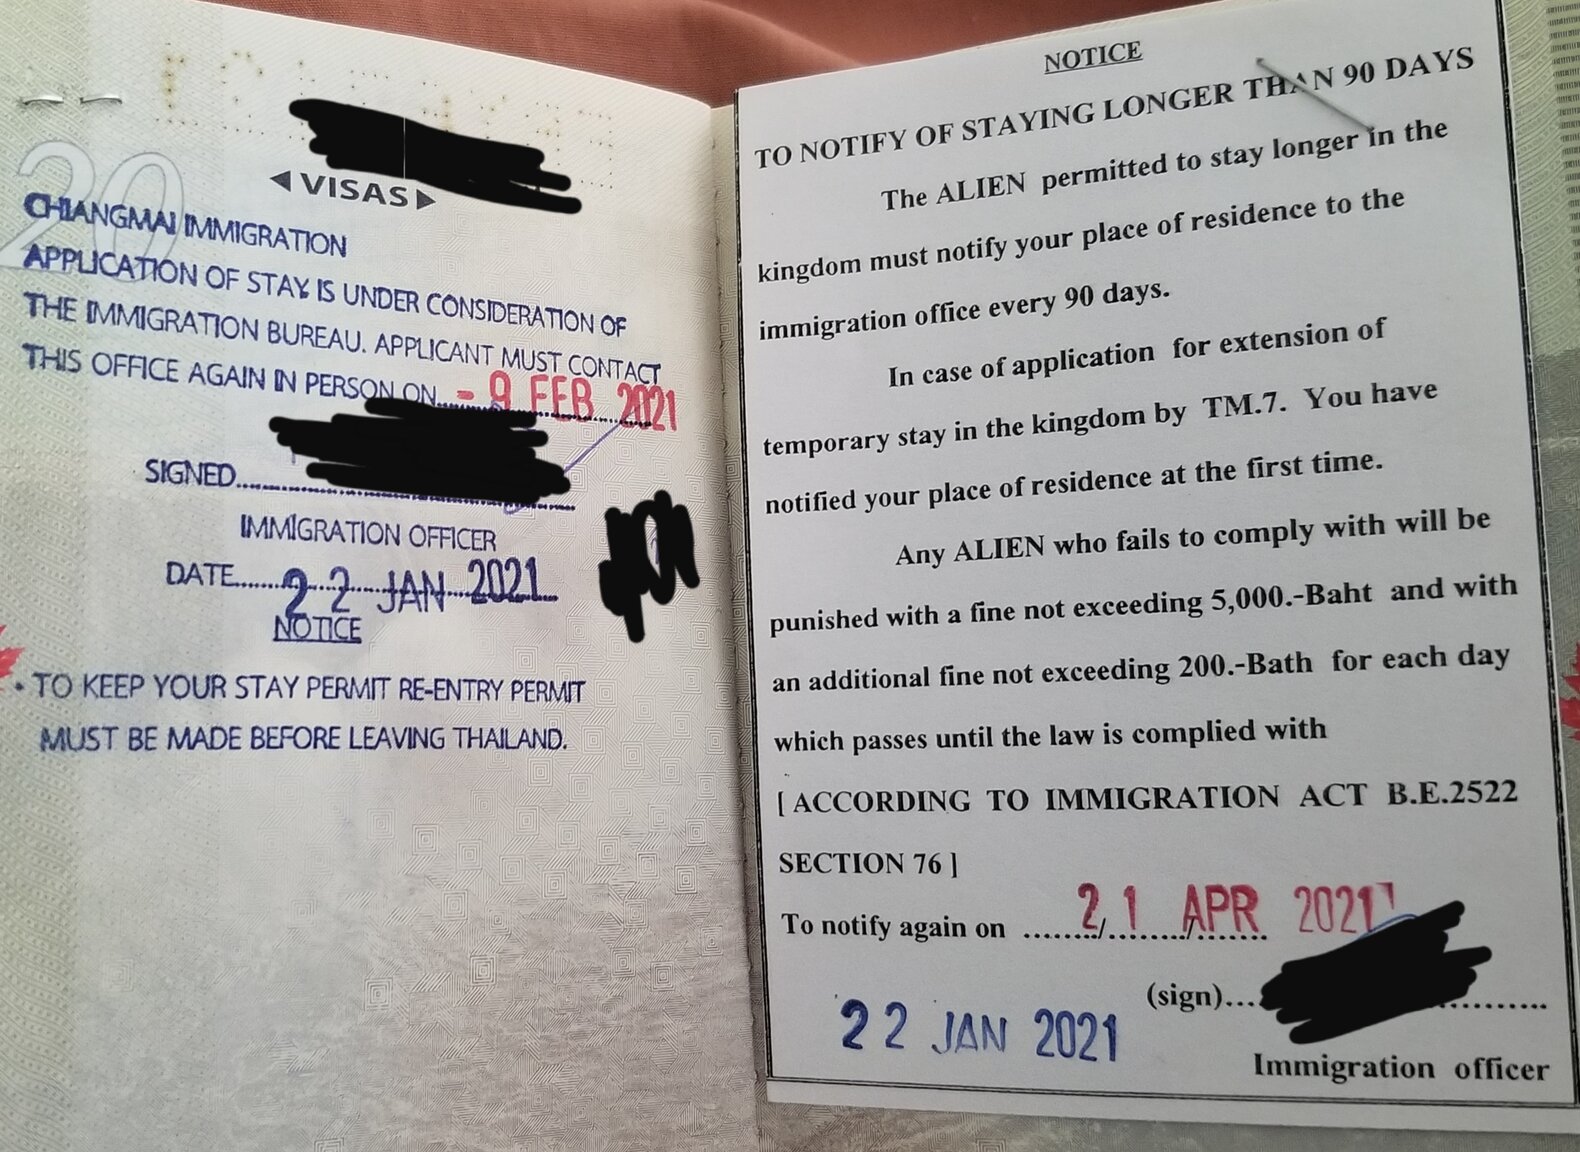 20
◄VISAS►
CHIANGMAI IMMIGRATION
APPLICATION OF STAY IS UNDER CONSIDERATION OF
THE IMMIGRATION BUREAU. APPLICANT MUST CONTACT
THIS OFFICE AGAIN IN PERSON ON......- 9 FEB 2021
SIGNED.....
IMMIGRATION OFFICER
DATE.....22 JAN 2021
NOTICE
• TO KEEP YOUR STAY PERMIT RE-ENTRY PERMIT
MUST BE MADE BEFORE LEAVING THAILAND.
NOTICE
TO NOTIFY OF STAYING LONGER THAN 90 DAYS
The ALIEN permitted to stay longer in the
kingdom must notify your place of residence to the
immigration office every 90 days.
In case of application for extension of
temporary stay in the kingdom by TM.7. You have
notified your place of residence at the first time.
Any ALIEN who fails to comply with will be
punished with a fine not exceeding 5,000.-Baht and with
an additional fine not exceeding 200.-Bath for each day
which passes until the law is complied with
[ ACCORDING TO IMMIGRATION ACT B.E.2522
SECTION 76 ]
To notify again on ......./......../....... 21 APR 2021
(sign)...
22 JAN 2021
Immigration officer